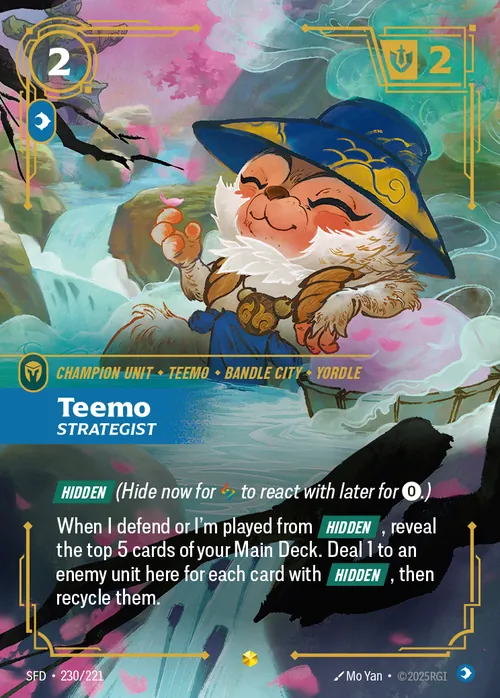 2
2
CHAMPION UNIT • TEEMO • BANDLE CITY • YORDLE
Teemo
STRATEGIST
HIDDEN (Hide now for to react with later for 0.)
When I defend or I'm played from HIDDEN, reveal
the top 5 cards of your Main Deck. Deal 1 to an
enemy unit here for each card with HIDDEN, then
recycle them.
SFD • 230/221
Mo Yan • ©2025RGI